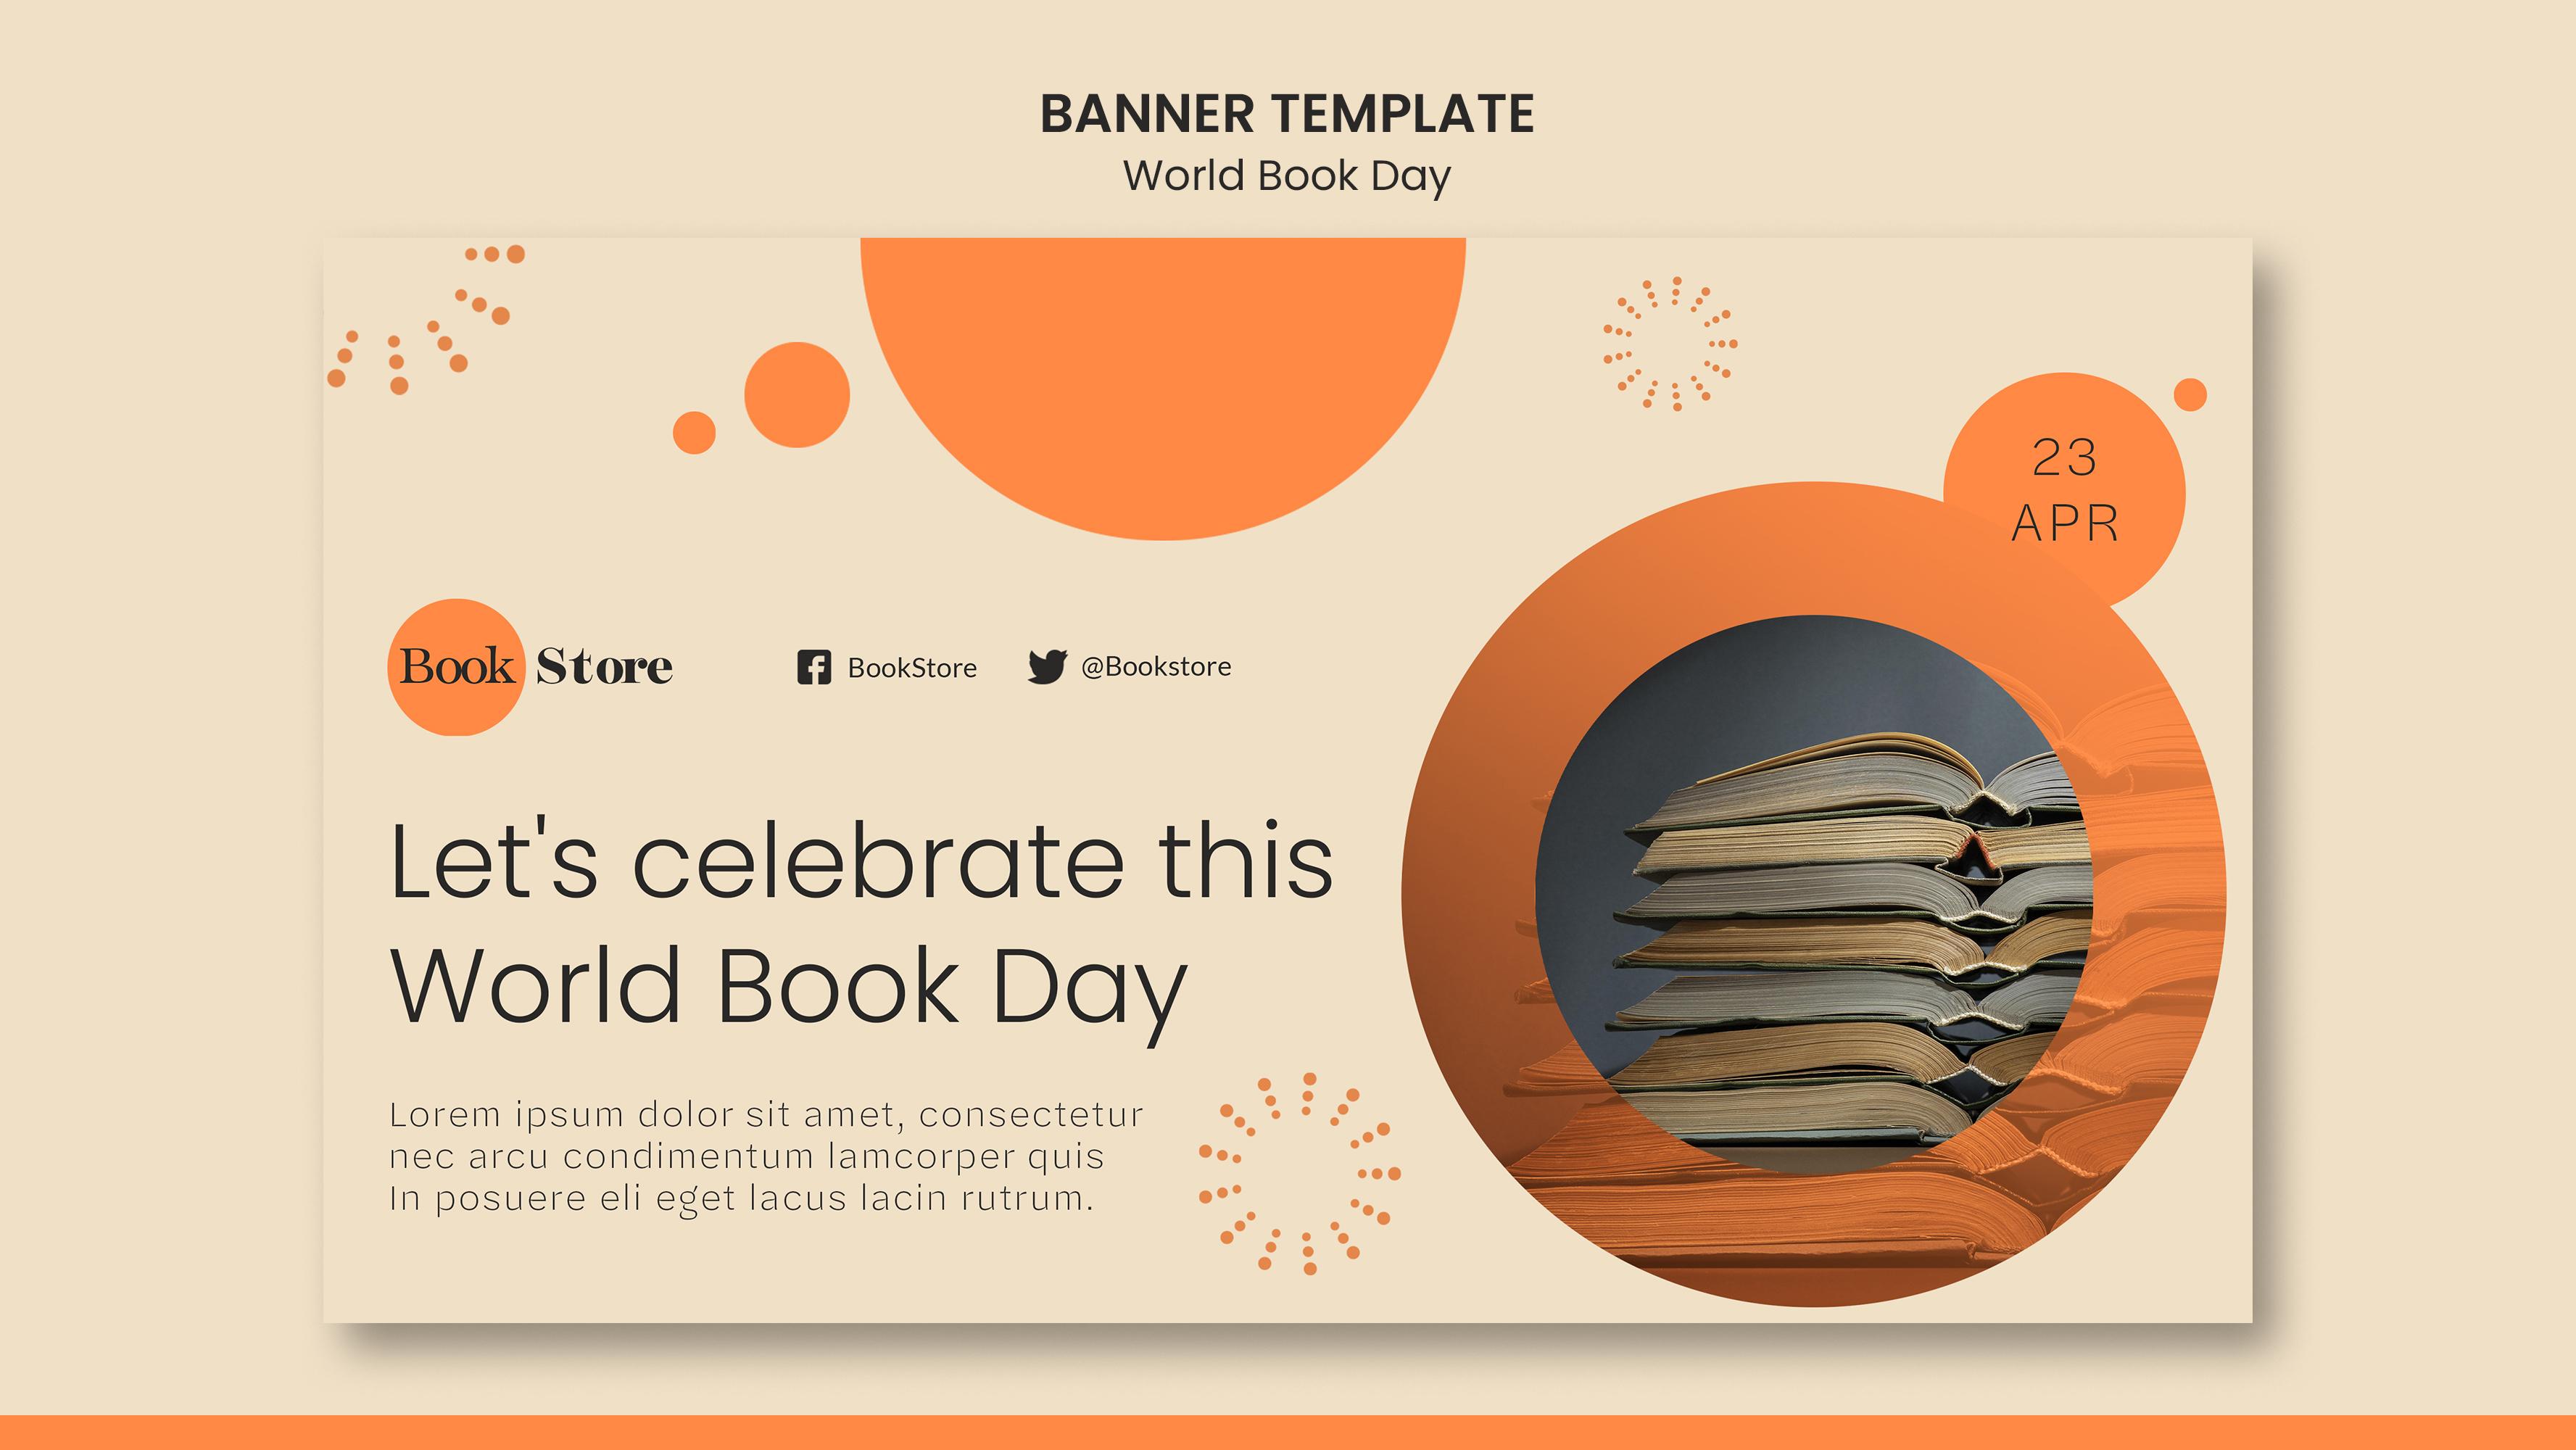 BANNER TEMPLATE
World Book Day
23
APR
Book Store
BookStore
@Bookstore
Let's celebrate this
World Book Day
Lorem ipsum dolor sit amet, consectetur
nec arcu condimentum lamcorper quis
In posuere eli eget lacus lacin rutrum.